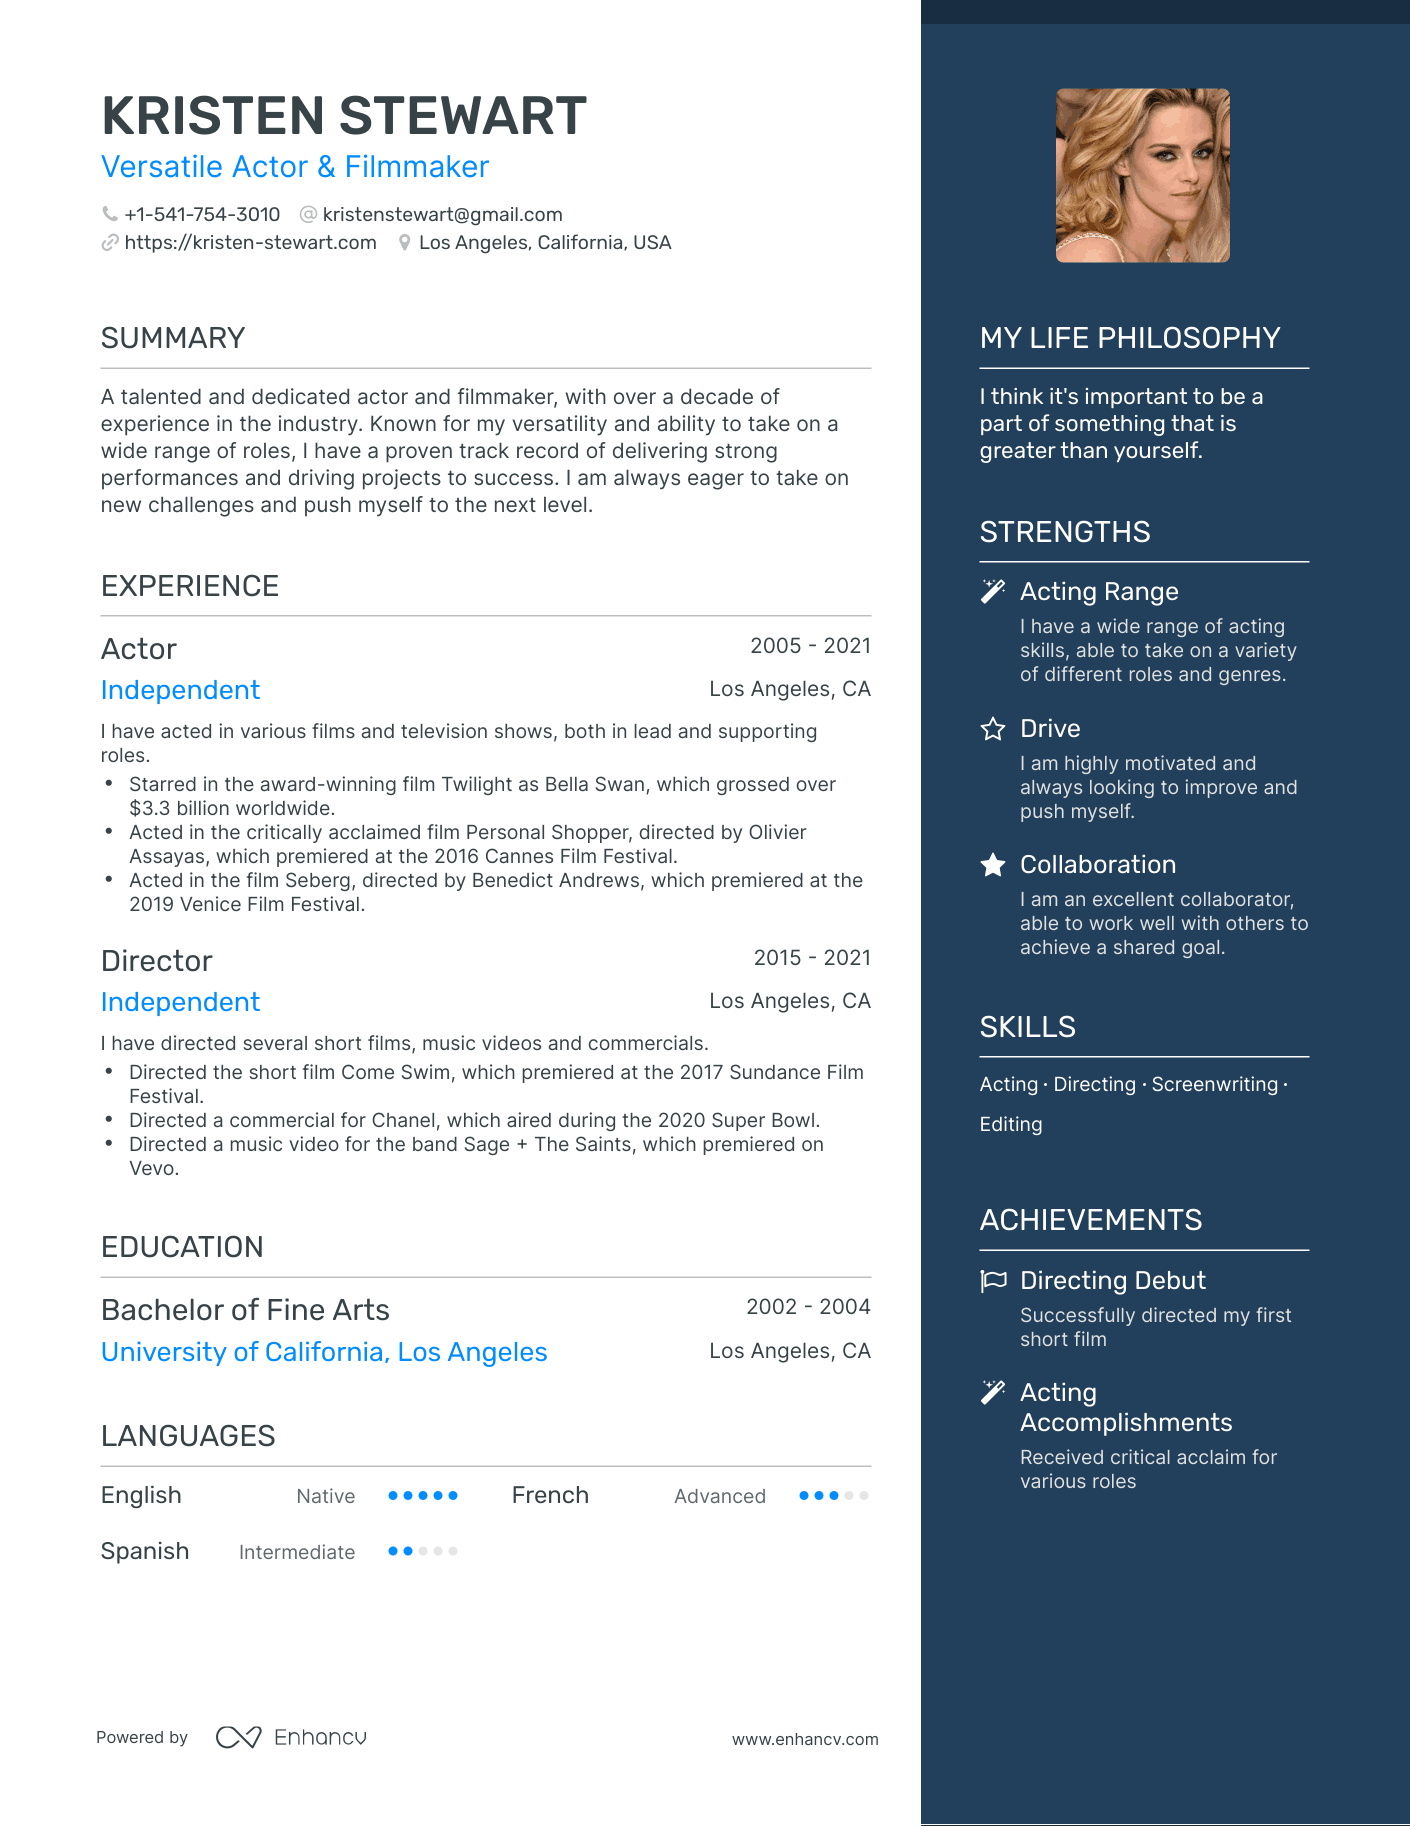 KRISTEN STEWART
Versatile Actor & Filmmaker
+1-541-754-3010 @ kristenstewart@gmail.com
https://kristen-stewart.com Los Angeles, California, USA
SUMMARY
A talented and dedicated actor and filmmaker, with over a decade of
experience in the industry. Known for my versatility and ability to take on a
wide range of roles, I have a proven track record of delivering strong
performances and driving projects to success. I am always eager to take on
new challenges and push myself to the next level.
EXPERIENCE
Actor 2005 - 2021
Independent Los Angeles, CA
I have acted in various films and television shows, both in lead and supporting
roles.
• Starred in the award-winning film Twilight as Bella Swan, which grossed over
$3.3 billion worldwide.
• Acted in the critically acclaimed film Personal Shopper, directed by Olivier
Assayas, which premiered at the 2016 Cannes Film Festival.
• Acted in the film Seberg, directed by Benedict Andrews, which premiered at the
2019 Venice Film Festival.
Director 2015 - 2021
Independent Los Angeles, CA
I have directed several short films, music videos and commercials.
• Directed the short film Come Swim, which premiered at the 2017 Sundance Film
Festival.
• Directed a commercial for Chanel, which aired during the 2020 Super Bowl.
• Directed a music video for the band Sage + The Saints, which premiered on
Vevo.
EDUCATION
Bachelor of Fine Arts 2002 - 2004
University of California, Los Angeles Los Angeles, CA
LANGUAGES
English Native French Advanced
Spanish Intermediate
Powered by Enhancv www.enhancv.com
MY LIFE PHILOSOPHY
I think it's important to be a
part of something that is
greater than yourself.
STRENGTHS
Acting Range
I have a wide range of acting
skills, able to take on a variety
of different roles and genres.
Drive
I am highly motivated and
always looking to improve and
push myself.
Collaboration
I am an excellent collaborator,
able to work well with others to
achieve a shared goal.
SKILLS
Acting · Directing · Screenwriting ·
Editing
ACHIEVEMENTS
Directing Debut
Successfully directed my first
short film
Acting
Accomplishments
Received critical acclaim for
various roles